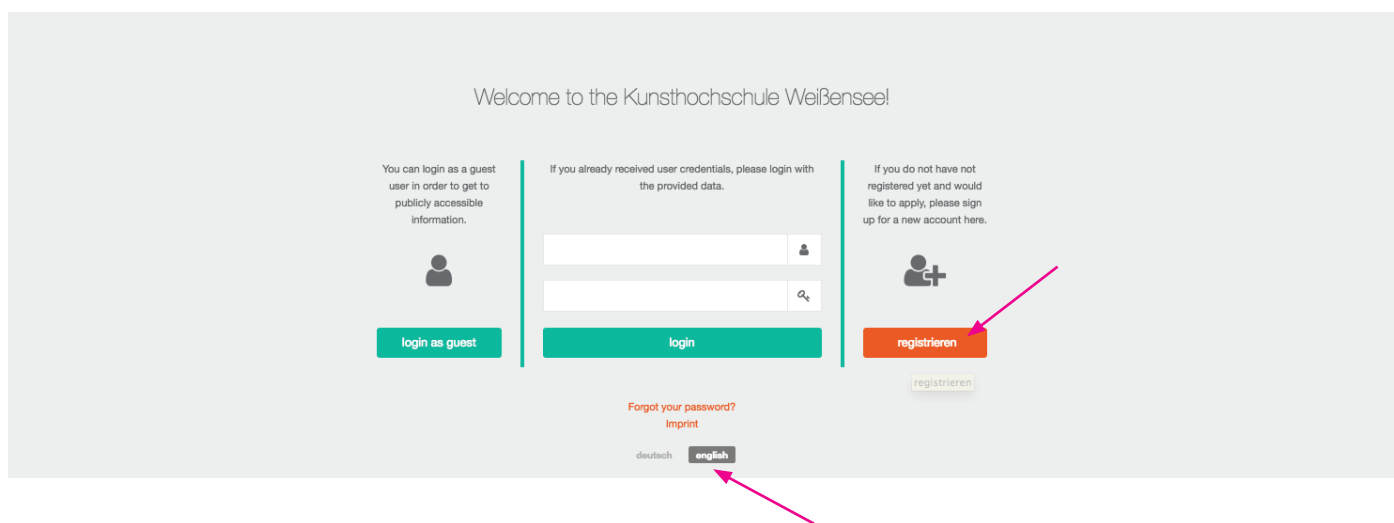 Welcome to the Kunsthochschule Weißensee!
You can login as a guest
user in order to get to
publicly accessible
information.
login as guest
If you already received user credentials, please login with
the provided data.
login
If you do not have not
registered yet and would
like to apply, please sign
up for a new account here.
registrieren
registrieren
Forgot your password?
Imprint
deutsch english